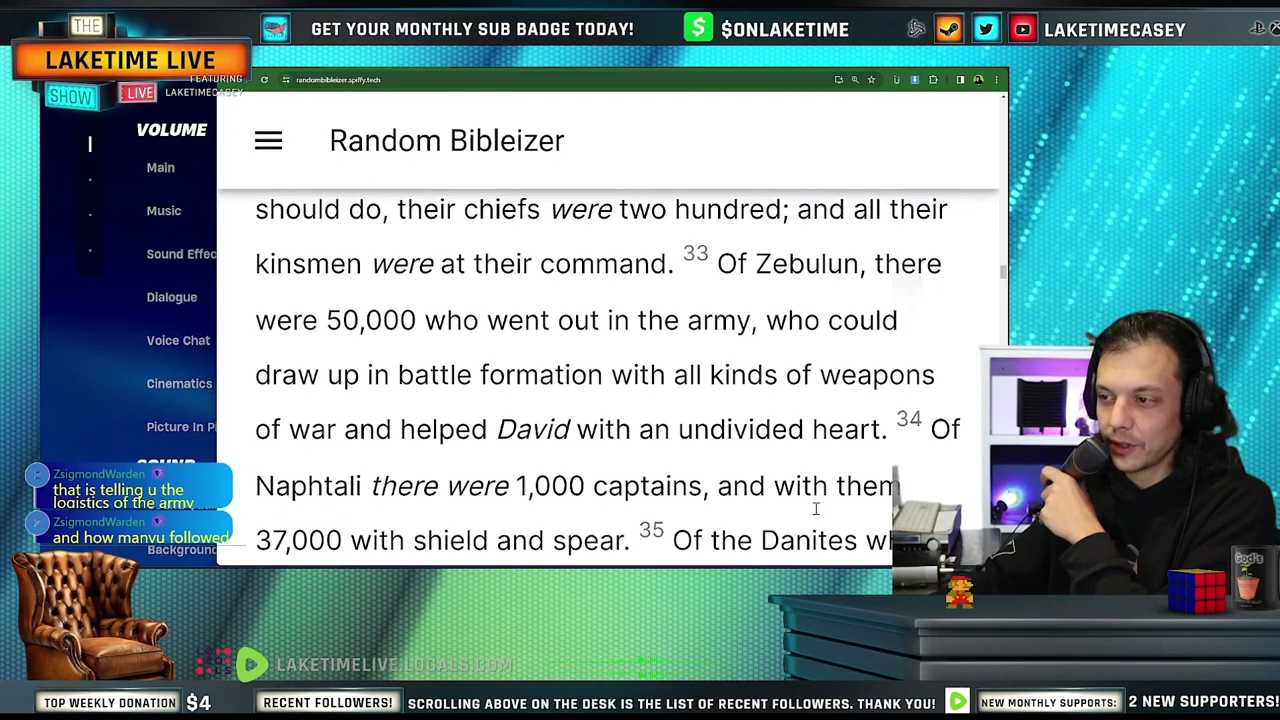 THE
LAKETIME LIVE
FEATURING
LAKETIMECASEY
SHOW
LIVE
GET YOUR MONTHLY SUB BADGE TODAY!
$ONLAKETIME
LAKETIMECASEY
randombibleizer.spiffy.tech
VOLUME
Main
Music
Sound Effec
Dialogue
Voice Chat
Cinematics
Picture In Pi
Background
Random Bibleizer
should do, their chiefs were two hundred; and all their
kinsmen were at their command. 33 Of Zebulun, there
were 50,000 who went out in the army, who could
draw up in battle formation with all kinds of weapons
of war and helped David with an undivided heart. 34 Of
Naphtali there were 1,000 captains, and with them
37,000 with shield and spear. 35 Of the Danites wh
ZsigmondWarden
that is telling u the
logistics of the army
ZsigmondWarden
and how many followed
God's
LAKETIMELIVE.LOCALS.COM
TOP WEEKLY DONATION
$4
RECENT FOLLOWERS!
SCROLLING ABOVE ON THE DESK IS THE LIST OF RECENT FOLLOWERS. THANK YOU!
NEW MONTHLY SUPPORTS:
2 NEW SUPPORTERS!